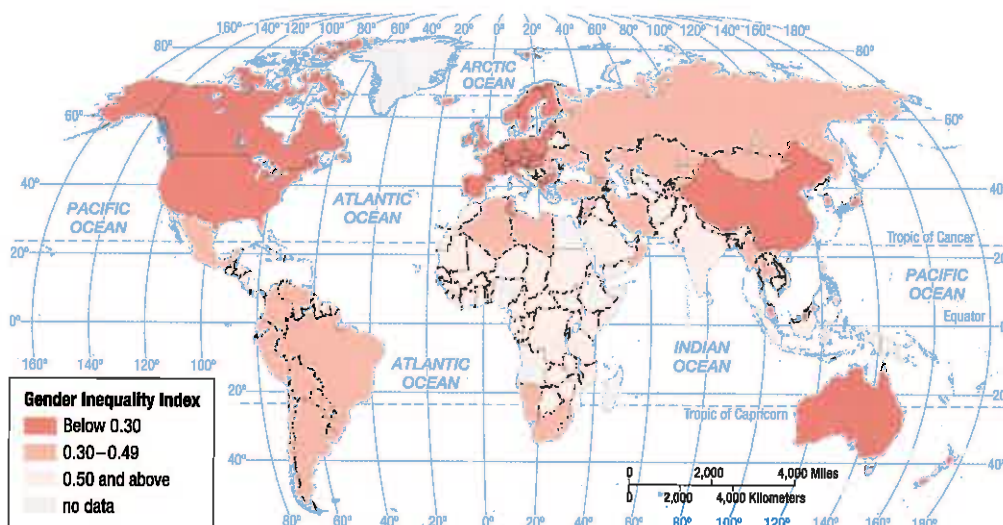 160° 140° 120° 100° 80° 60° 40° 20° 0° 20° 40° 60° 80° 100° 120° 140° 160°
80° 80°
ARCTIC
OCEAN
60° 60°
40° 40°
PACIFIC
OCEAN
ATLANTIC
OCEAN
20° Tropic of Cancer 20°
PACIFIC
OCEAN
0° Equator 0°
160° 140° 120° 100°
ATLANTIC
OCEAN
INDIAN
OCEAN
80° 120° 140° 160° 180°
20° Tropic of Capricorn 20°
40° 40°
Gender Inequality Index
Below 0.30
0.30–0.49
0.50 and above
no data
0 2,000 4,000 Miles
0 2,000 4,000 Kilometers
80° 60° 40° 20° 0° 20° 40° 60° 80° 100° 120° 140° 160° 180°